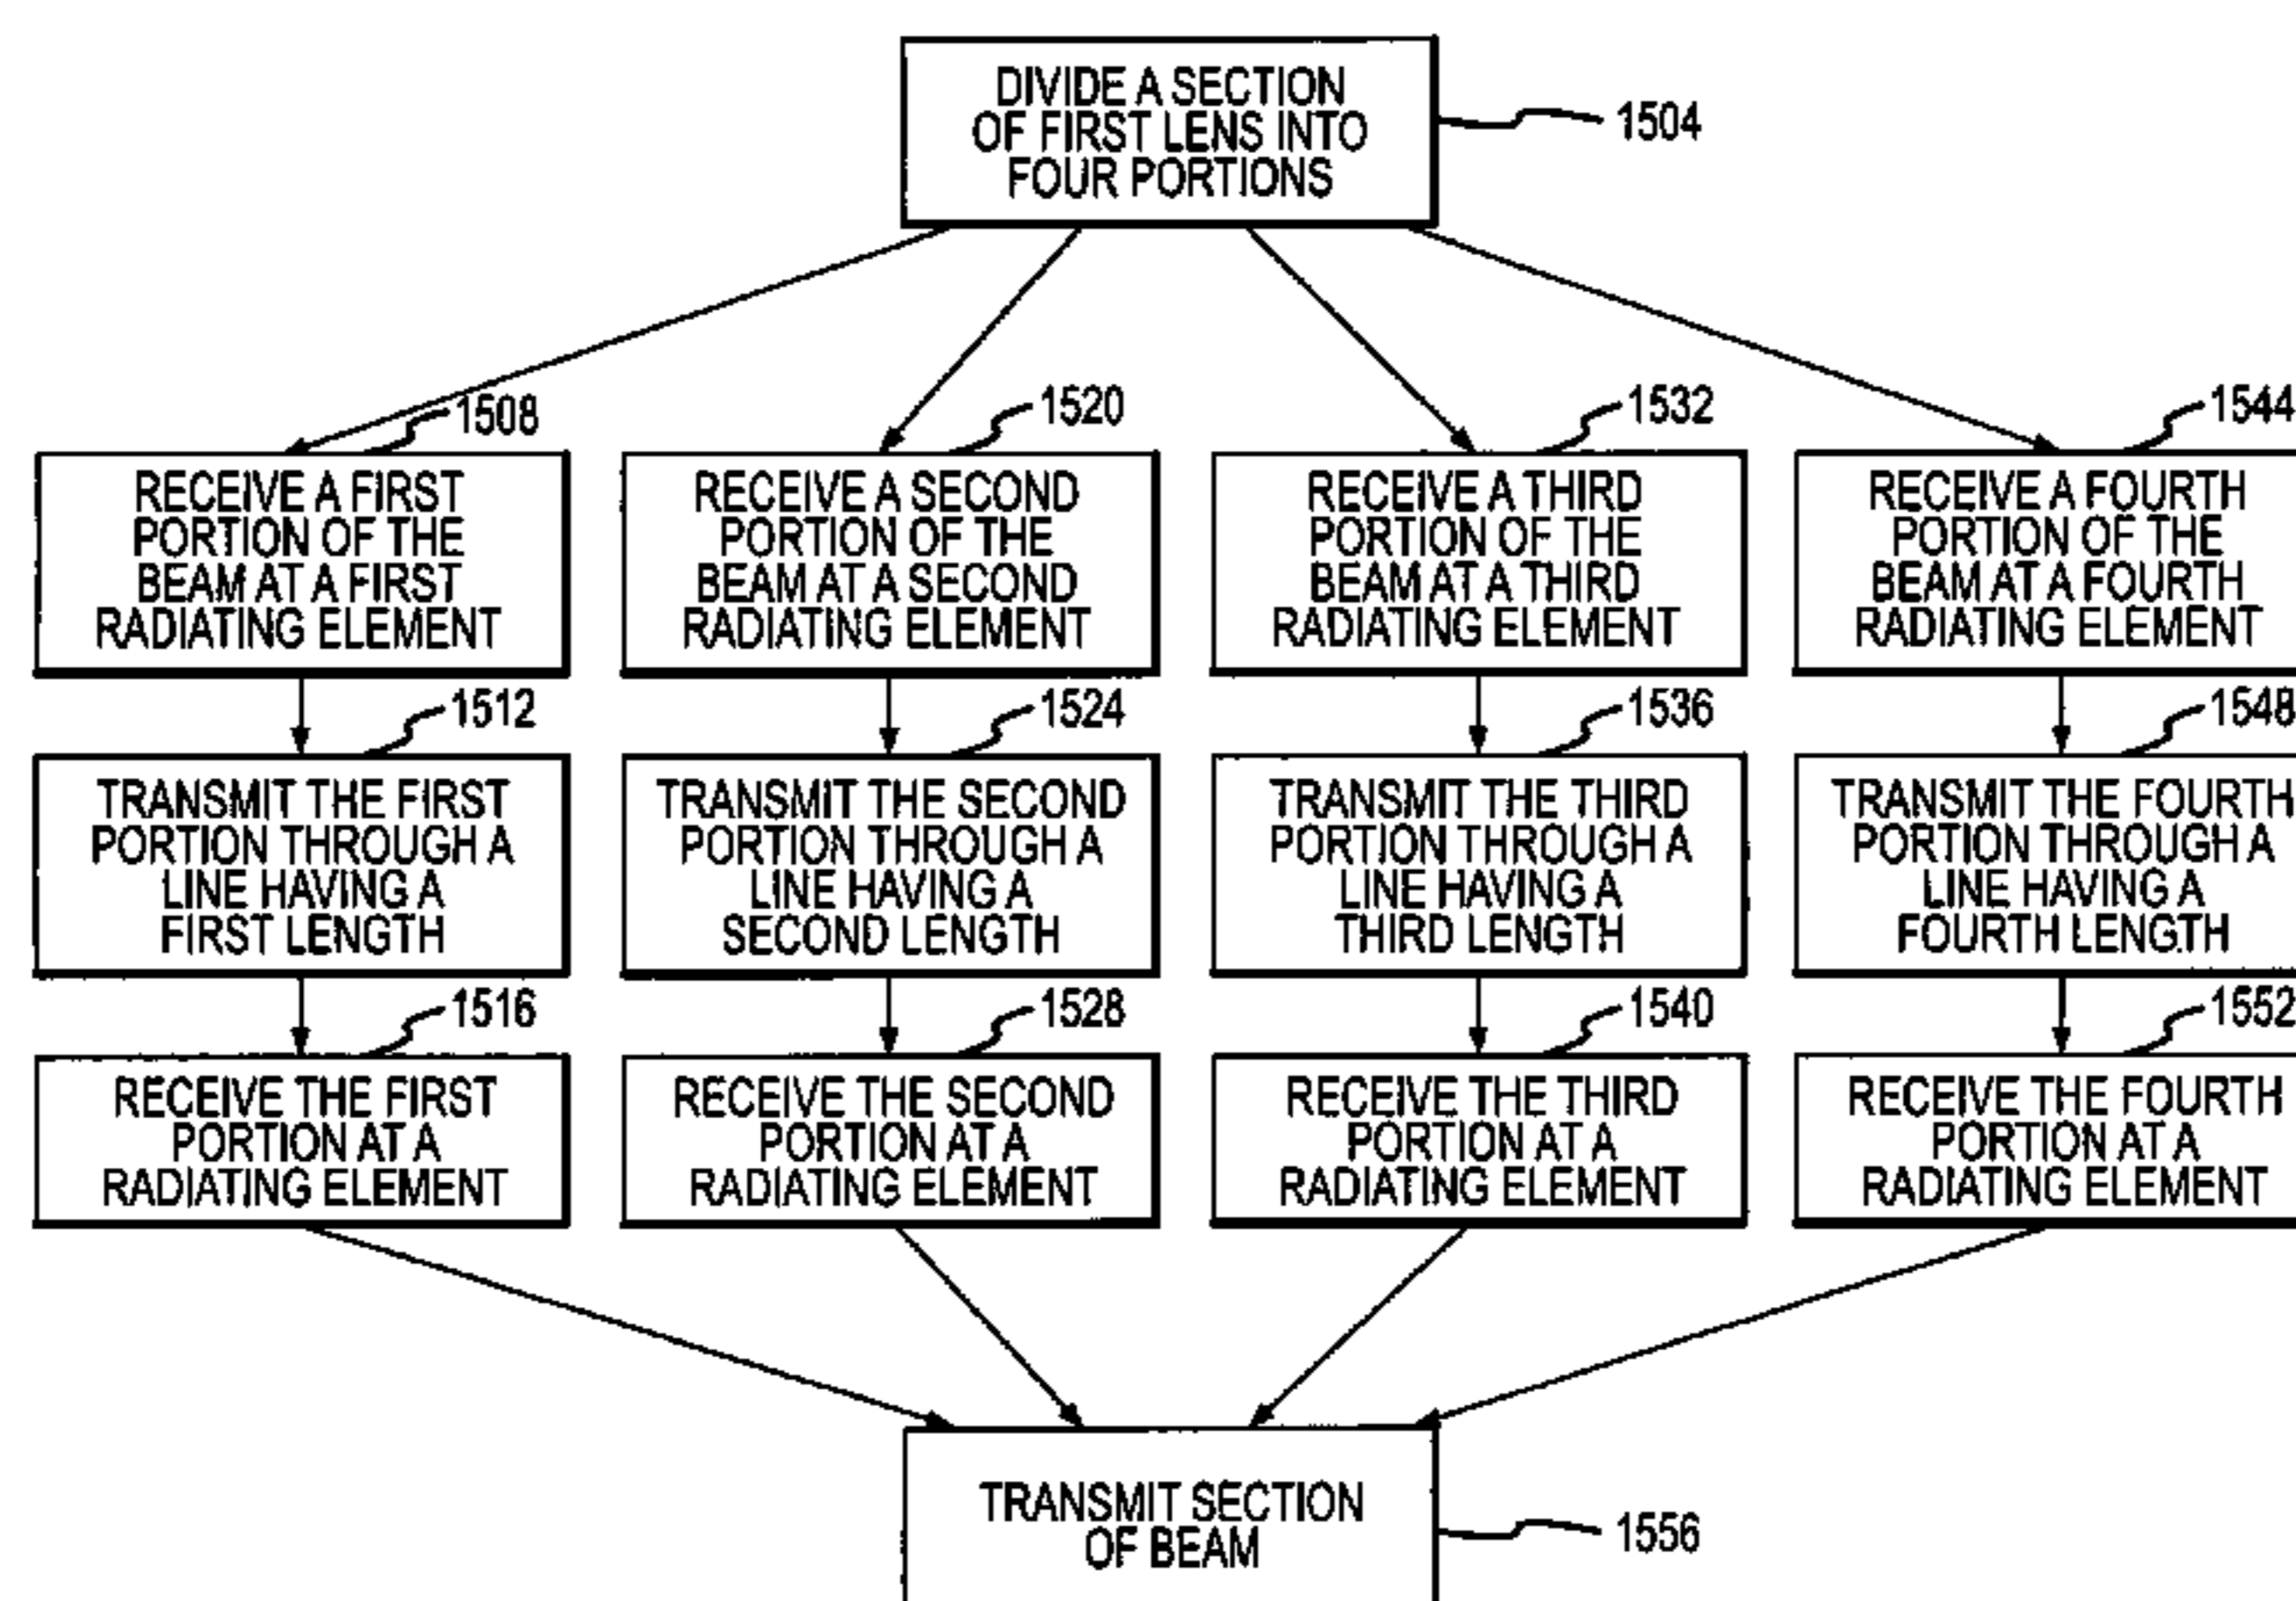 DIVIDE A SECTION
OF FIRST LENS INTO
FOUR PORTIONS
1504
1508
RECEIVE A FIRST
PORTION OF THE
BEAM AT A FIRST
RADIATING ELEMENT
1520
RECEIVE A SECOND
PORTION OF THE
BEAM AT A SECOND
RADIATING ELEMENT
1532
RECEIVE A THIRD
PORTION OF THE
BEAM AT A THIRD
RADIATING ELEMENT
1544
RECEIVE A FOURTH
PORTION OF THE
BEAM AT A FOURTH
RADIATING ELEMENT
1512
TRANSMIT THE FIRST
PORTION THROUGH A
LINE HAVING A
FIRST LENGTH
1524
TRANSMIT THE SECOND
PORTION THROUGH A
LINE HAVING A
SECOND LENGTH
1536
TRANSMIT THE THIRD
PORTION THROUGH A
LINE HAVING A
THIRD LENGTH
1548
TRANSMIT THE FOURTH
PORTION THROUGH A
LINE HAVING A
FOURTH LENGTH
1516
RECEIVE THE FIRST
PORTION AT A
RADIATING ELEMENT
1528
RECEIVE THE SECOND
PORTION AT A
RADIATING ELEMENT
1540
RECEIVE THE THIRD
PORTION AT A
RADIATING ELEMENT
1552
RECEIVE THE FOURTH
PORTION AT A
RADIATING ELEMENT
TRANSMIT SECTION
OF BEAM
1556